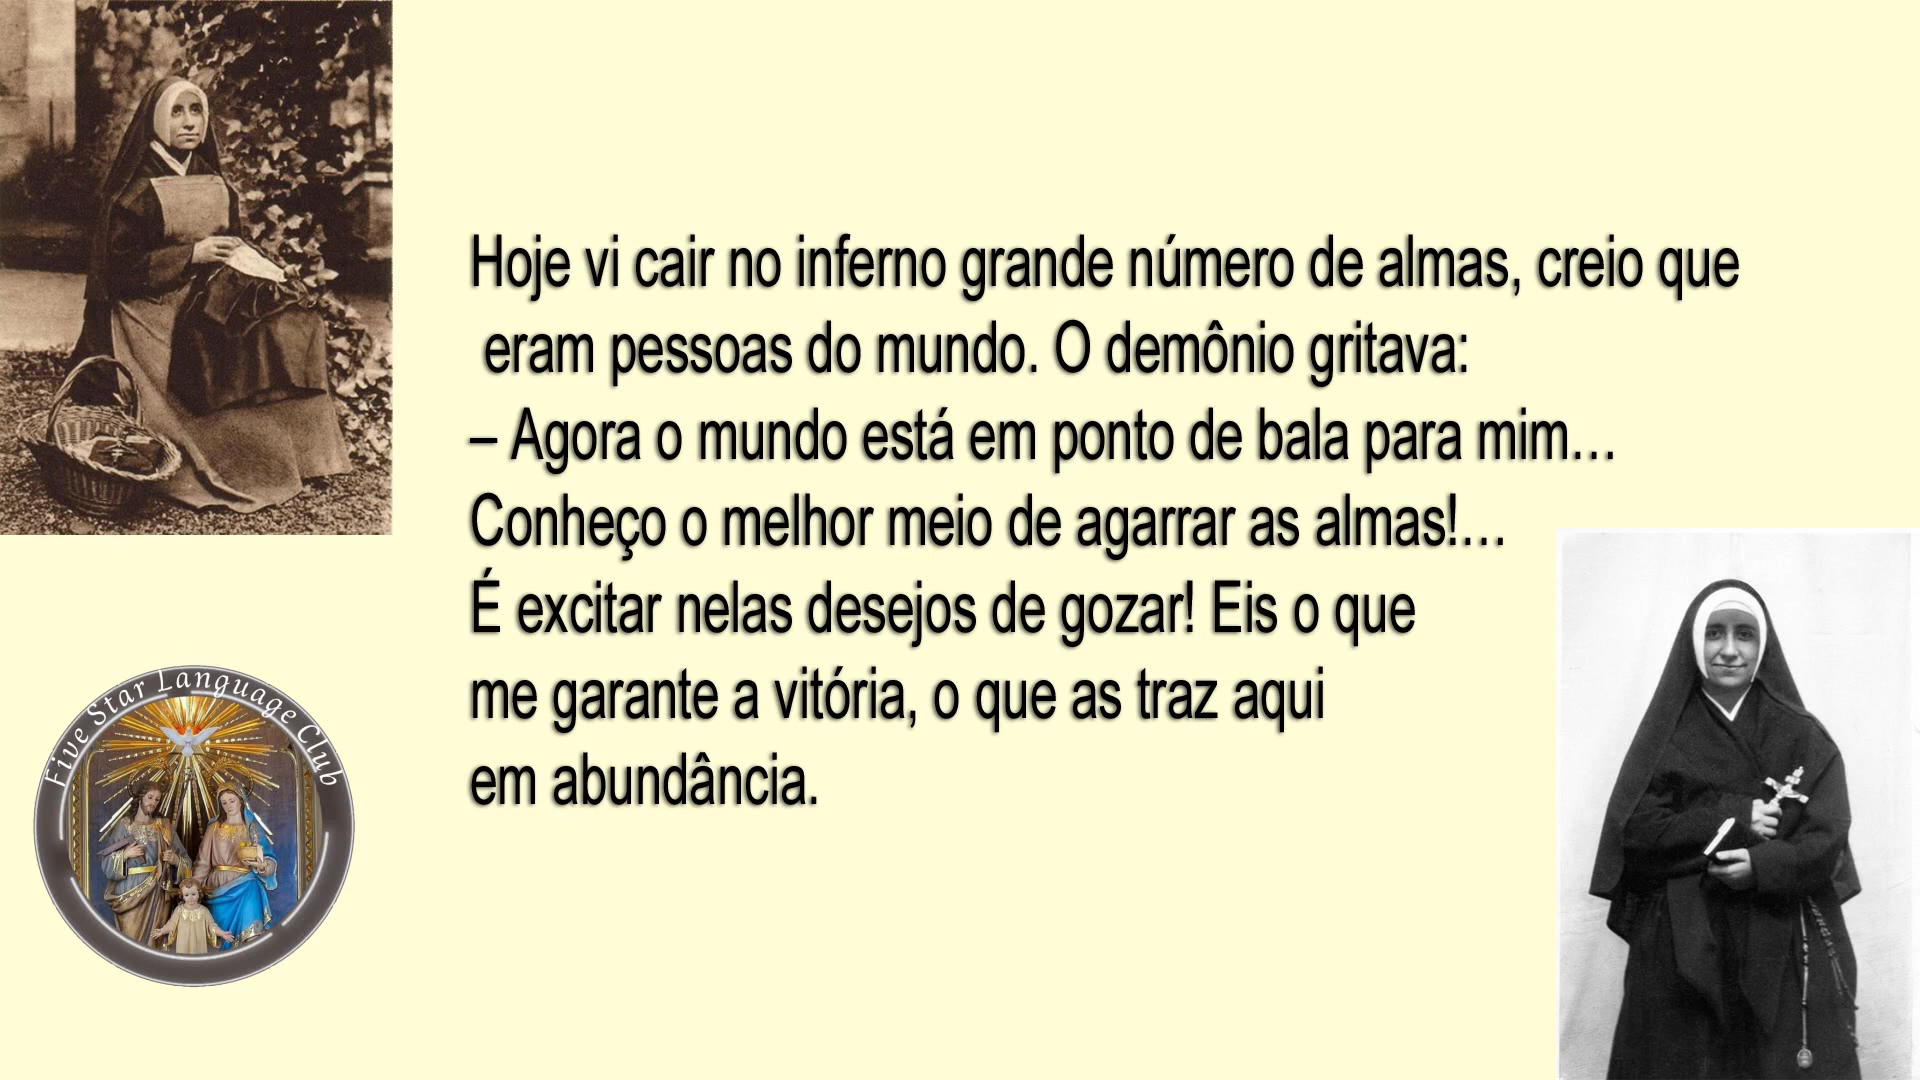 Hoje vi cair no inferno grande número de almas, creio que
eram pessoas do mundo. O demônio gritava:
– Agora o mundo está em ponto de bala para mim…
Conheço o melhor meio de agarrar as almas!…
É excitar nelas desejos de gozar! Eis o que
me garante a vitória, o que as traz aqui
em abundância.
Five Star Language Club